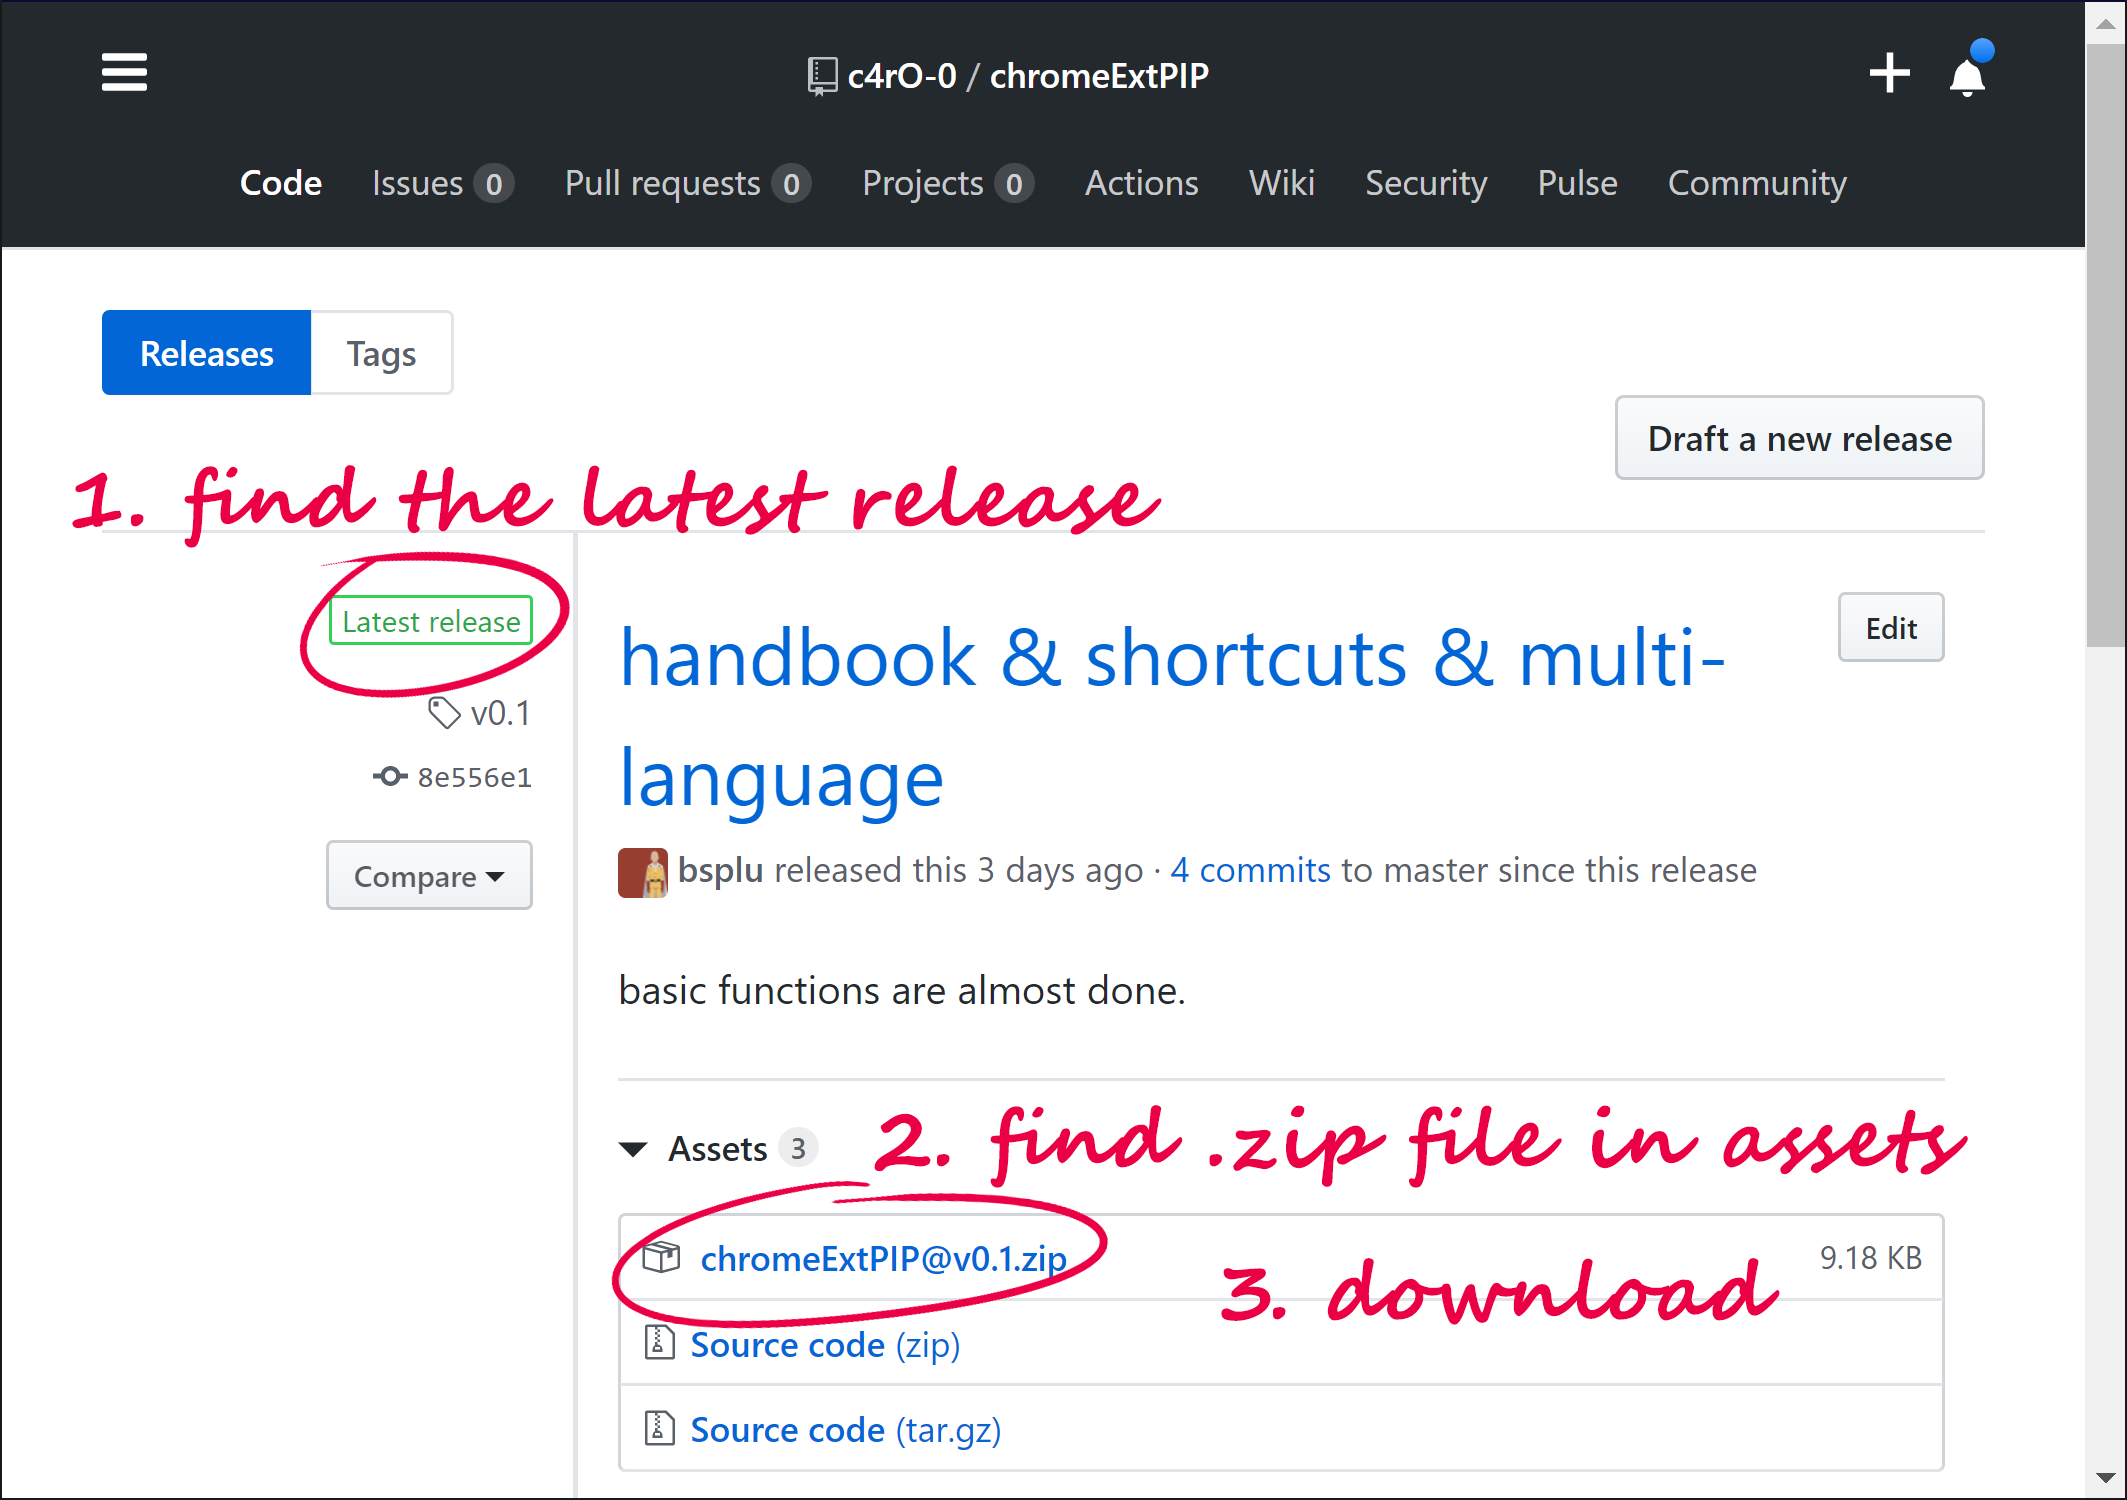 c4rO-0 / chromeExtPIP
Code Issues 0 Pull requests 0 Projects 0 Actions Wiki Security Pulse Community
Releases Tags
Draft a new release
1. find the latest release
Latest release
v0.1
8e556e1
Compare
handbook & shortcuts & multi-
language
Edit
bsplu released this 3 days ago · 4 commits to master since this release
basic functions are almost done.
Assets 3
2. find .zip file in assets
chromeExtPIP@v0.1.zip
9.18 KB
3. download
Source code (zip)
Source code (tar.gz)